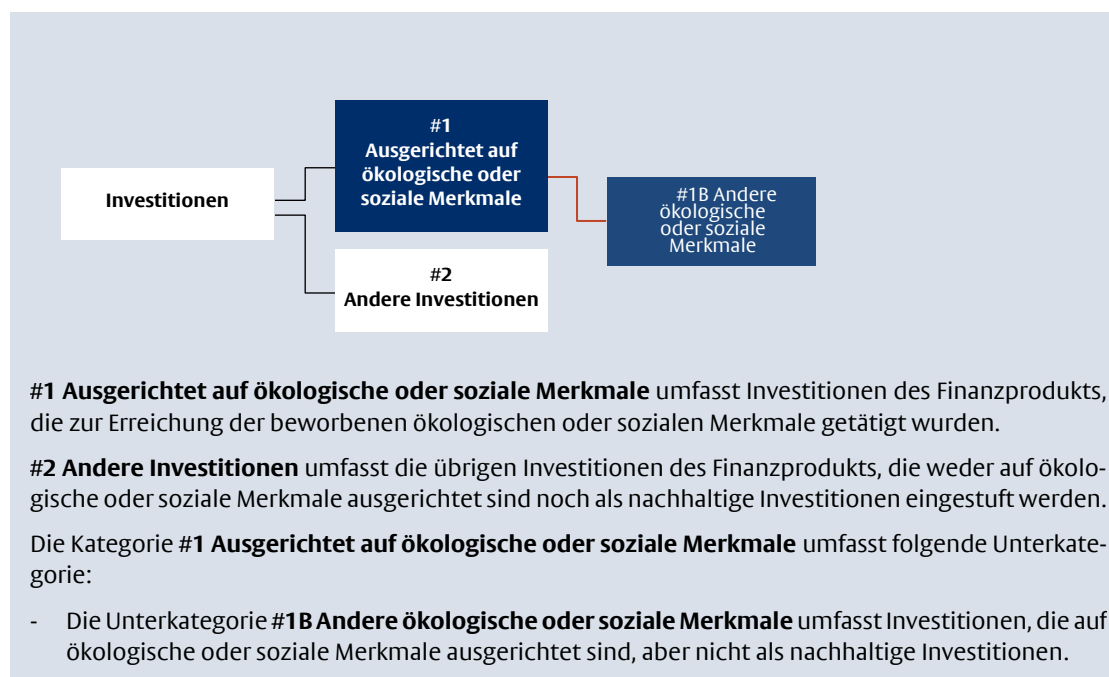 #1
Ausgerichtet auf
ökologische oder
soziale Merkmale
Investitionen
#1B Andere
ökologische
oder soziale
Merkmale
#2
Andere Investitionen
#1 Ausgerichtet auf ökologische oder soziale Merkmale umfasst Investitionen des Finanzprodukts,
die zur Erreichung der beworbenen ökologischen oder sozialen Merkmale getätigt wurden.
#2 Andere Investitionen umfasst die übrigen Investitionen des Finanzprodukts, die weder auf ökolo-
gische oder soziale Merkmale ausgerichtet sind noch als nachhaltige Investitionen eingestuft werden.
Die Kategorie #1 Ausgerichtet auf ökologische oder soziale Merkmale umfasst folgende Unterkate-
gorie:
- Die Unterkategorie #1B Andere ökologische oder soziale Merkmale umfasst Investitionen, die auf
ökologische oder soziale Merkmale ausgerichtet sind, aber nicht als nachhaltige Investitionen.